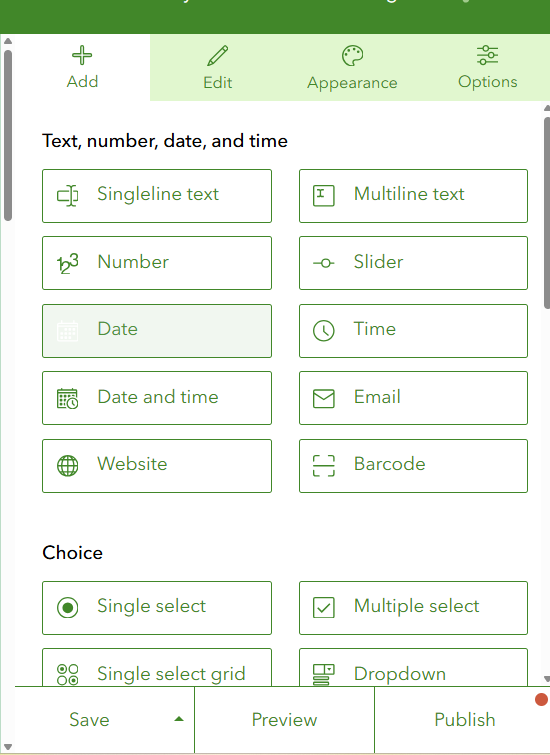 Add Edit Appearance Options
Text, number, date, and time
Singleline text Multiline text
Number Slider
Date Time
Date and time Email
Website Barcode
Choice
Single select Multiple select
Single select grid Dropdown
Save Preview Publish